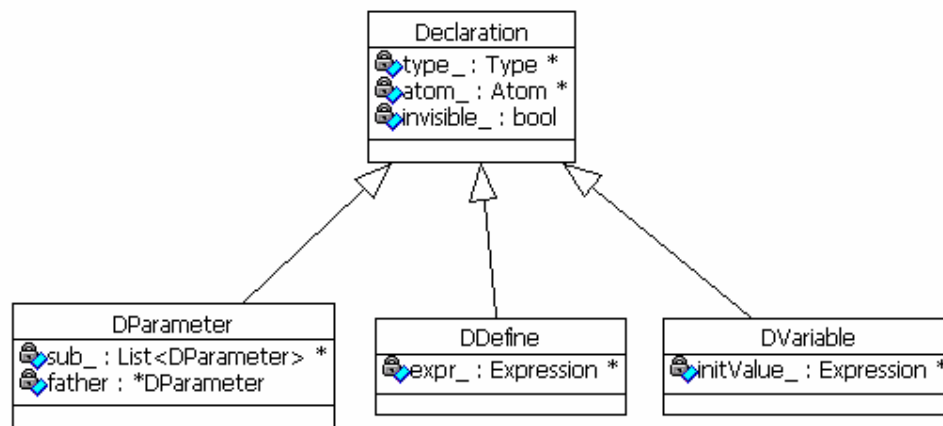 Declaration
type_ : Type *
atom_ : Atom *
invisible_ : bool
DParameter
sub_ : List<DParameter> *
father : *DParameter
DDefine
expr_ : Expression *
DVariable
initValue_ : Expression *